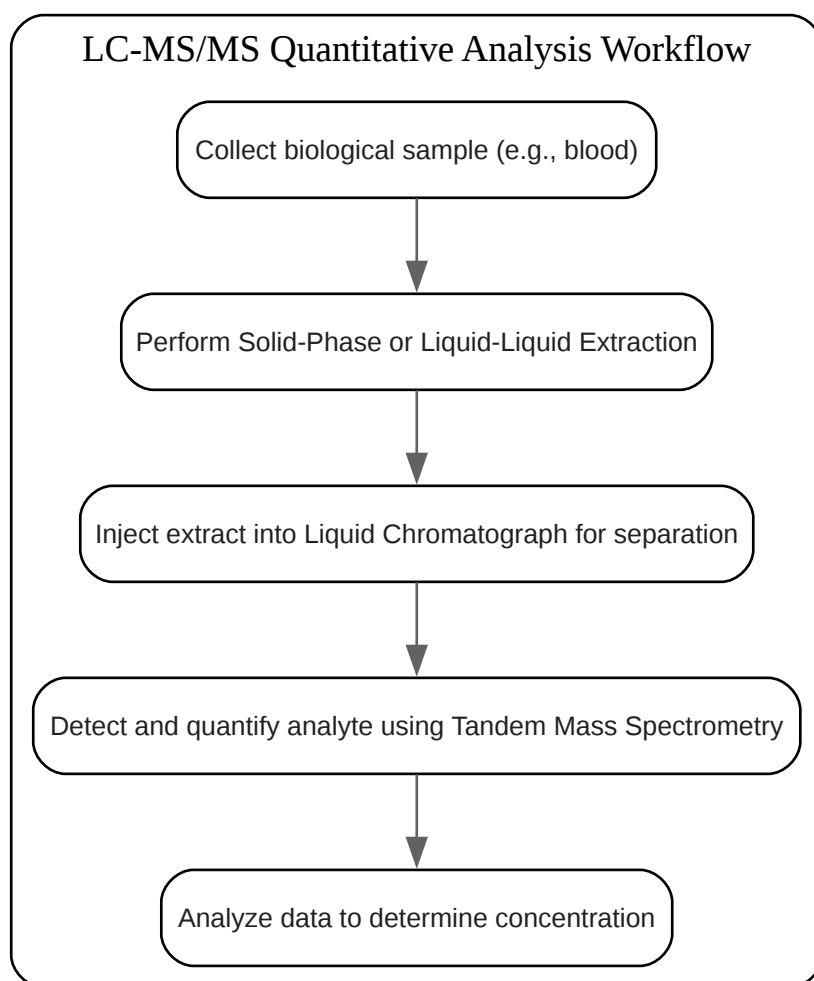 LC-MS/MS Quantitative Analysis Workflow
Collect biological sample (e.g., blood)
Perform Solid-Phase or Liquid-Liquid Extraction
Inject extract into Liquid Chromatograph for separation
Detect and quantify analyte using Tandem Mass Spectrometry
Analyze data to determine concentration